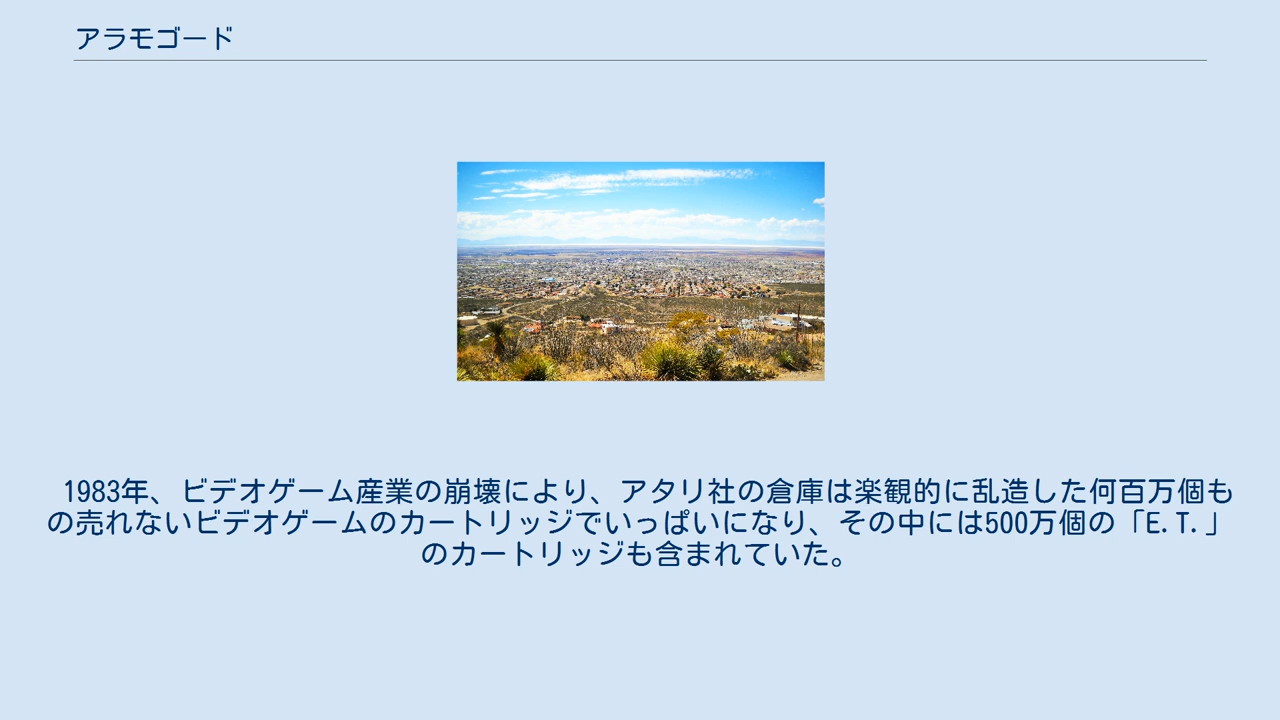 アラモゴード
1983年、ビデオゲーム産業の崩壊により、アタリ社の倉庫は楽観的に乱造した何百万個も
の売れないビデオゲームのカートリッジでいっぱいになり、その中には500万個の「E.T.」
のカートリッジも含まれていた。